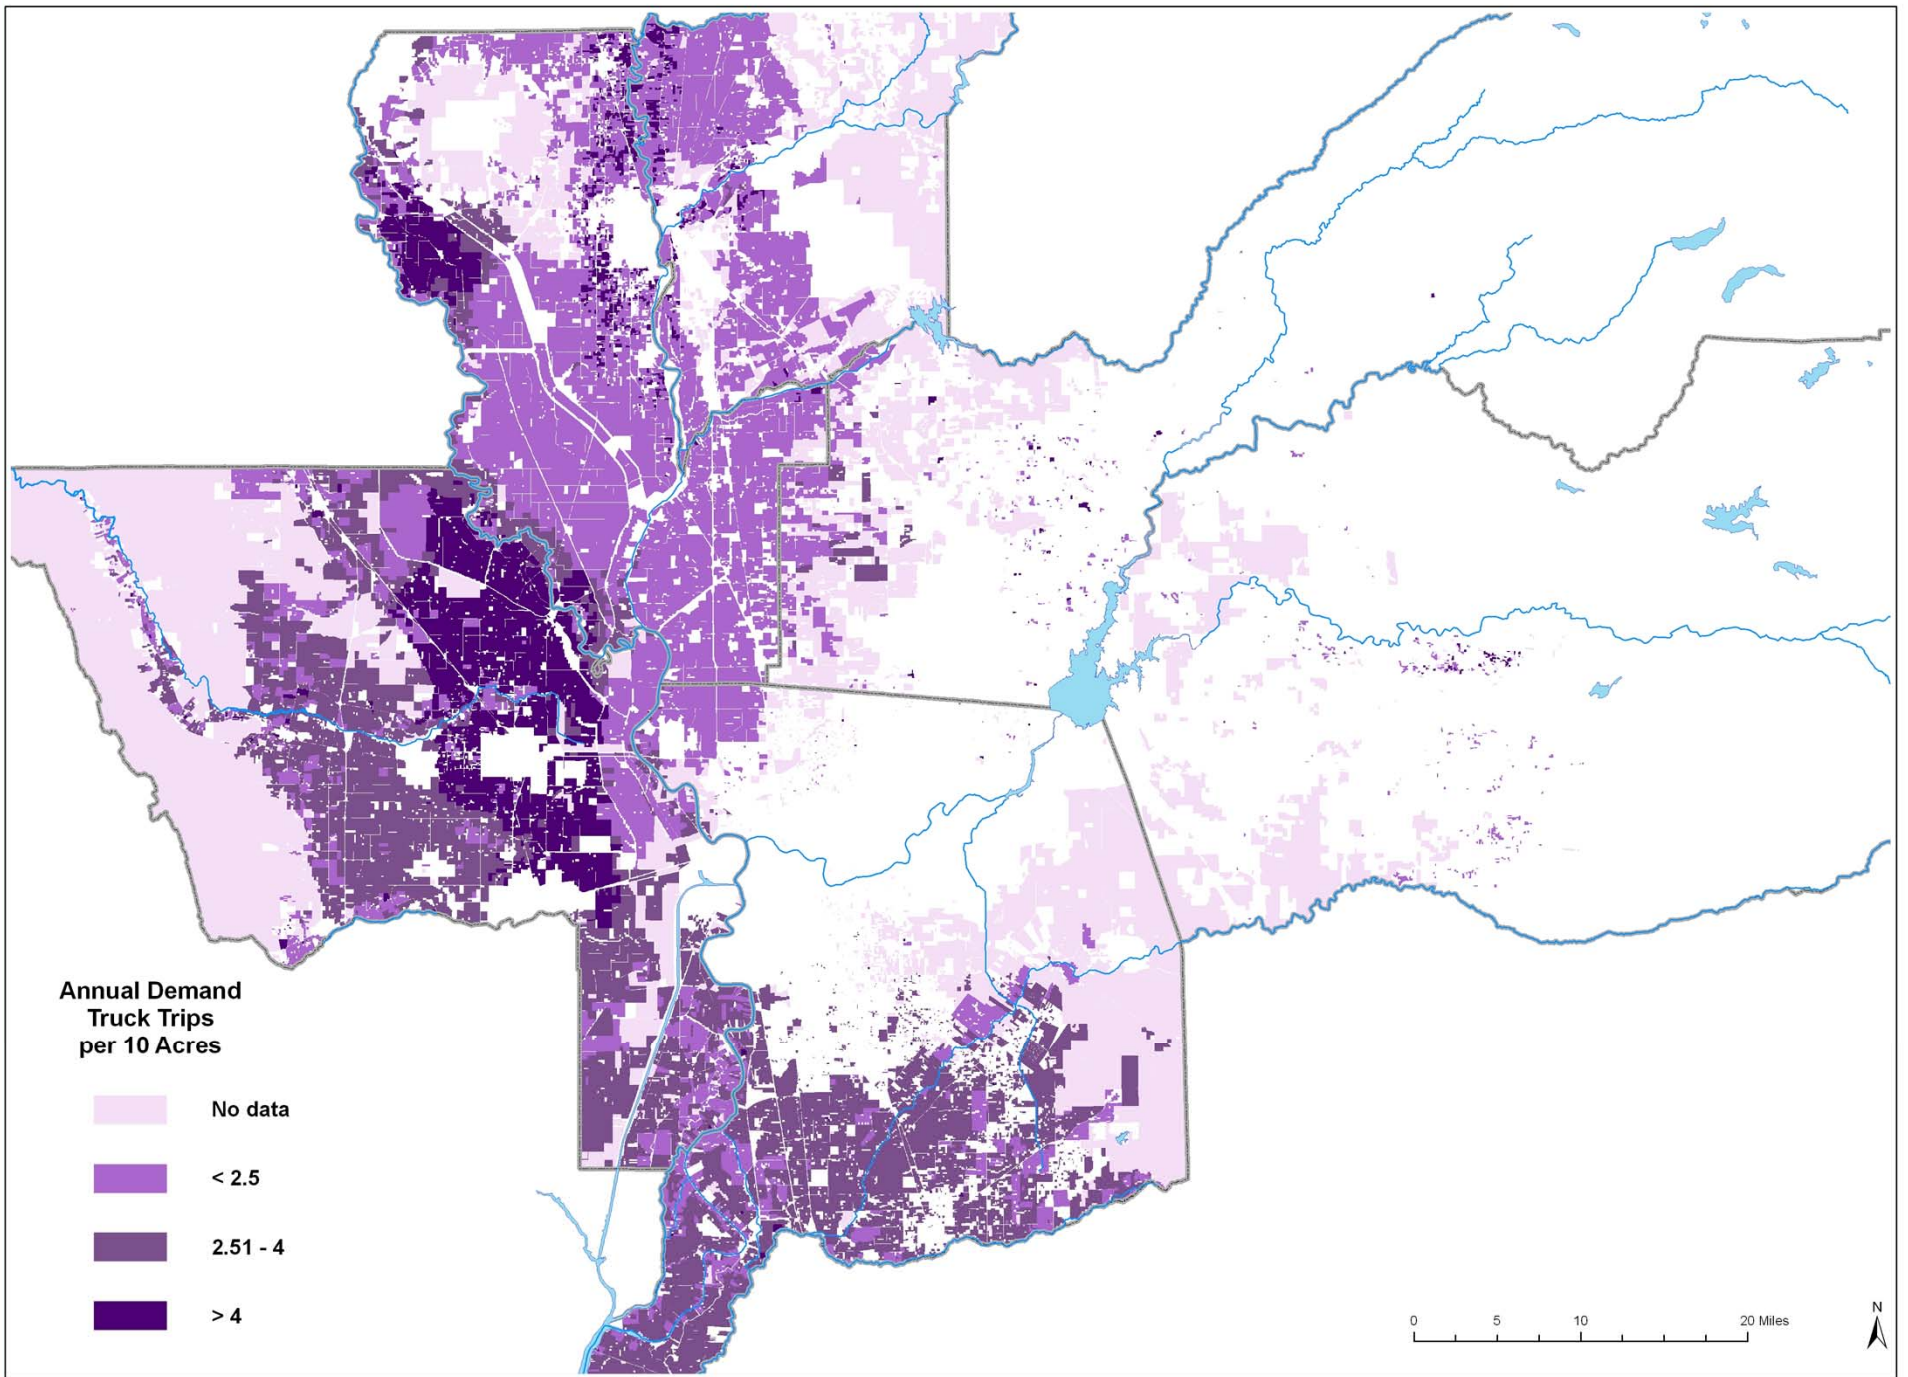 Annual Demand
Truck Trips
per 10 Acres
No data
< 2.5
2.51 - 4
> 4
0 5 10 20 Miles
N